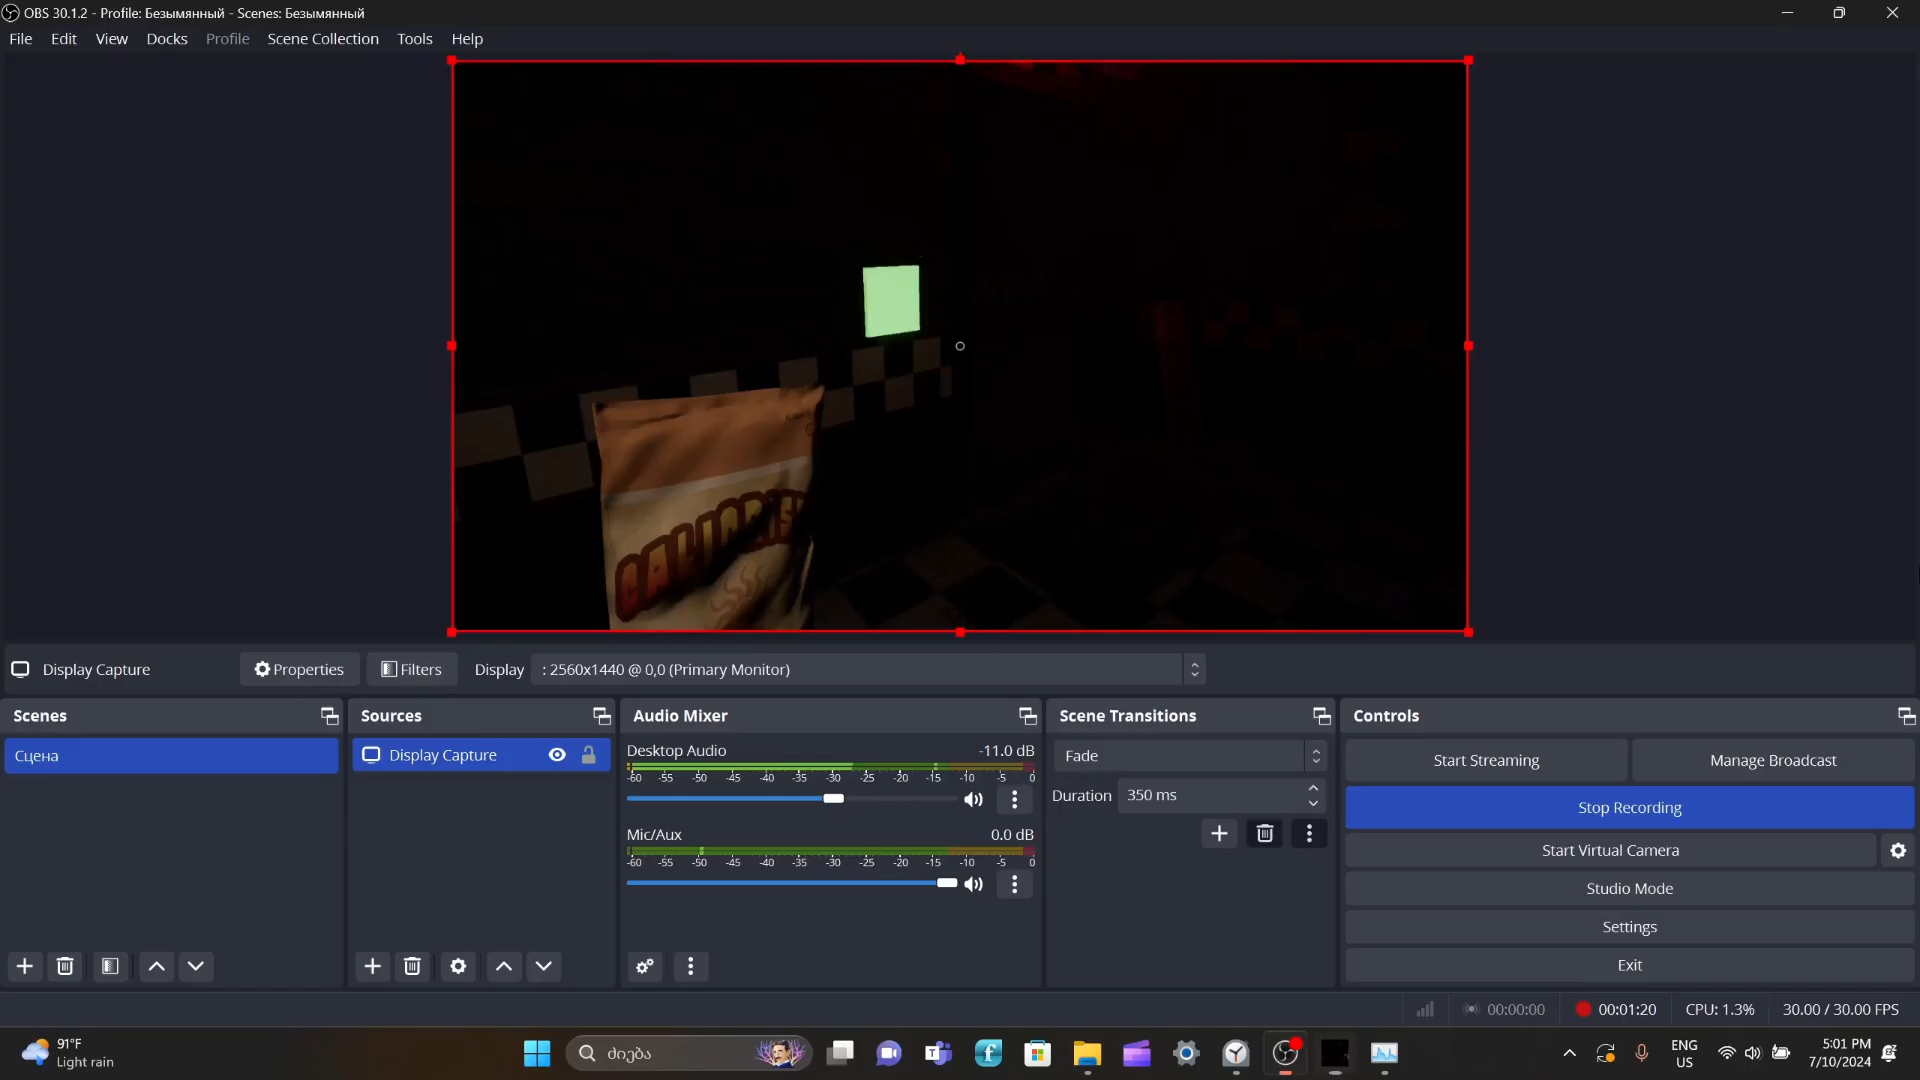 OBS 30.1.2 - Profile: Безымянный - Scenes: Безымянный
File Edit View Docks Profile Scene Collection Tools Help
Display Capture Properties Filters Display : 2560x1440 @ 0,0 (Primary Monitor)
Scenes
Сцена
Sources
Display Capture
Audio Mixer
Desktop Audio -11.0 dB
-60 -55 -50 -45 -40 -35 -30 -25 -20 -15 -10 -5 0
Mic/Aux 0.0 dB
-60 -55 -50 -45 -40 -35 -30 -25 -20 -15 -10 -5 0
Scene Transitions
Fade
Duration 350 ms
Controls
Start Streaming Manage Broadcast
Stop Recording
Start Virtual Camera
Studio Mode
Settings
Exit
00:00:00 00:01:20 CPU: 1.3% 30.00 / 30.00 FPS
91°F
Light rain
ძიება
ENG
US
5:01 PM
7/10/2024